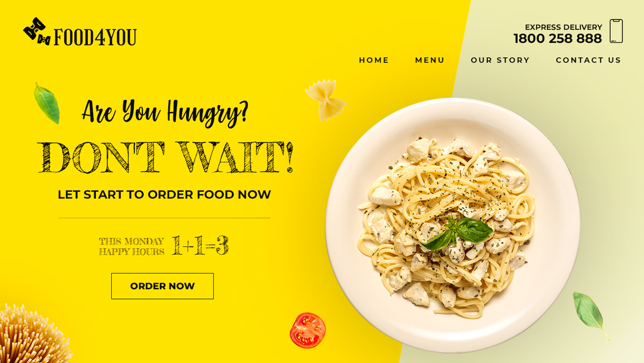 FOOD4YOU
EXPRESS DELIVERY
1800 258 888
HOME MENU OUR STORY CONTACT US
Are You Hungry?
DON'T WAIT!
LET START TO ORDER FOOD NOW
THIS MONDAY
HAPPY HOURS
1+1=3
ORDER NOW